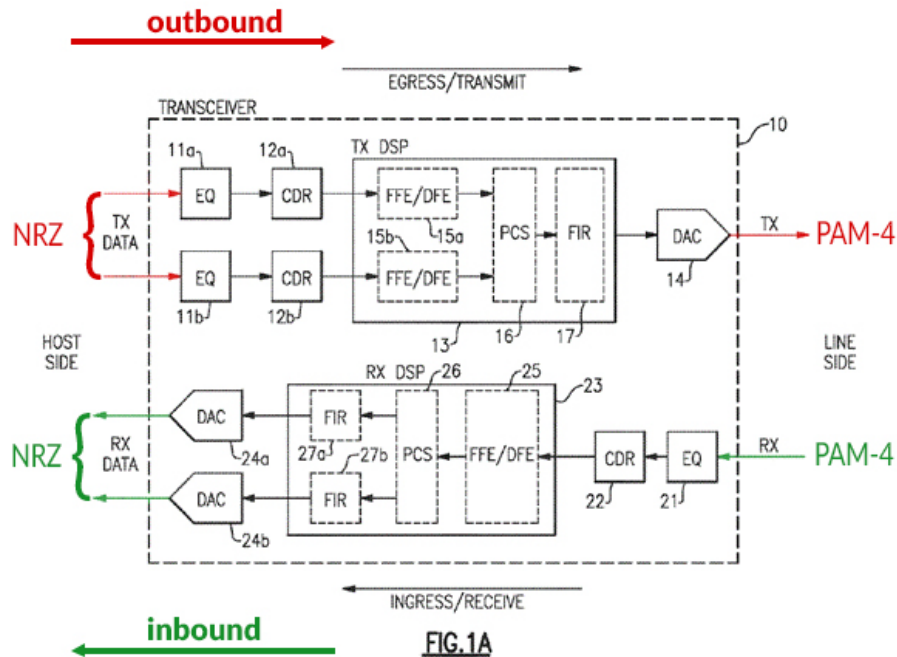 outbound
EGRESS/TRANSMIT
TRANSCEIVER
10
11a
12a
TX DSP
EQ
CDR
FFE/DFE
15a
PCS
FIR
NRZ
TX
DATA
DAC
14
TX
PAM-4
15b
EQ
CDR
FFE/DFE
11b
12b
13
16
17
HOST
SIDE
LINE
SIDE
RX DSP
26
25
23
DAC
24a
FIR
27a
27b
PCS
FFE/DFE
CDR
22
EQ
21
RX
PAM-4
NRZ
RX
DATA
DAC
24b
FIR
INGRESS/RECEIVE
inbound
FIG.1A